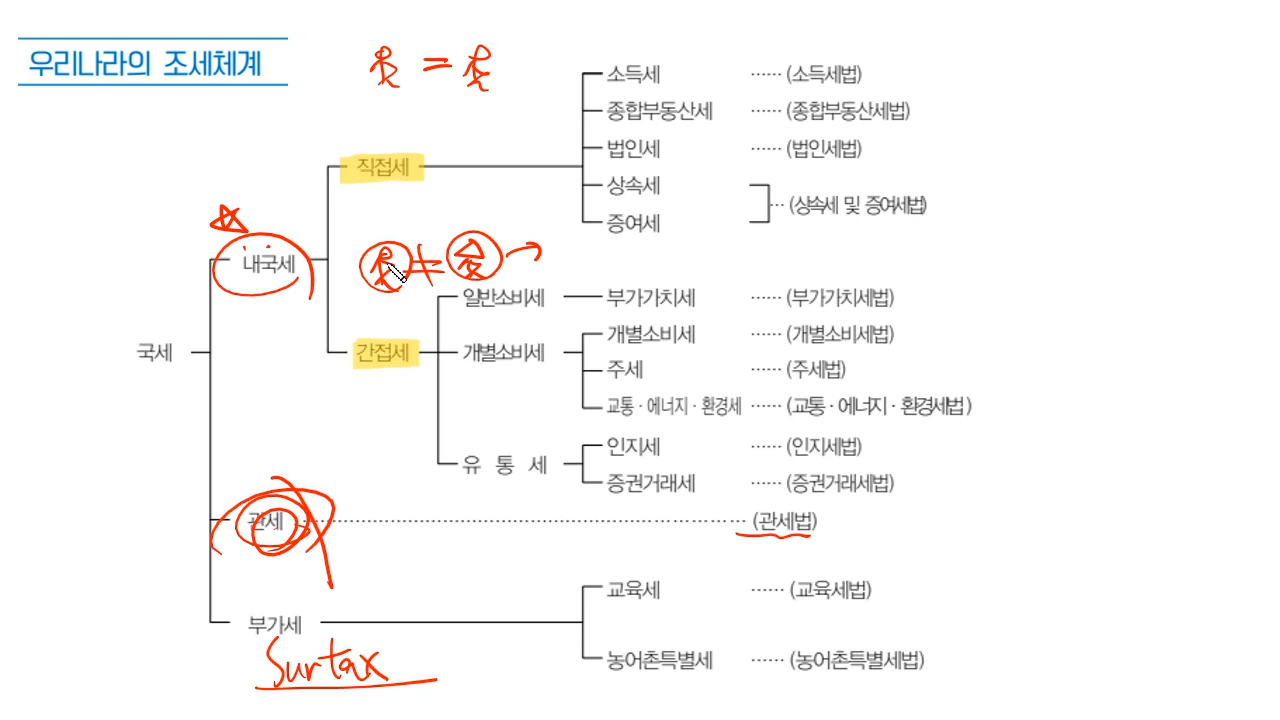 우리나라의 조세체계
소득세 ······ (소득세법)
종합부동산세 ······ (종합부동산세법)
법인세 ······ (법인세법)
직접세
상속세
··· (상속세 및 증여세법)
증여세
내국세
일반소비세 부가가치세 ······ (부가가치세법)
개별소비세 ······ (개별소비세법)
국세 간접세 개별소비세
주세 ······ (주세법)
교통·에너지·환경세 ······ (교통·에너지·환경세법)
인지세 ······ (인지세법)
유 통 세
증권거래세 ······ (증권거래세법)
관세 ······ (관세법)
교육세 ······ (교육세법)
부가세
Surtax
농어촌특별세 ······ (농어촌특별세법)